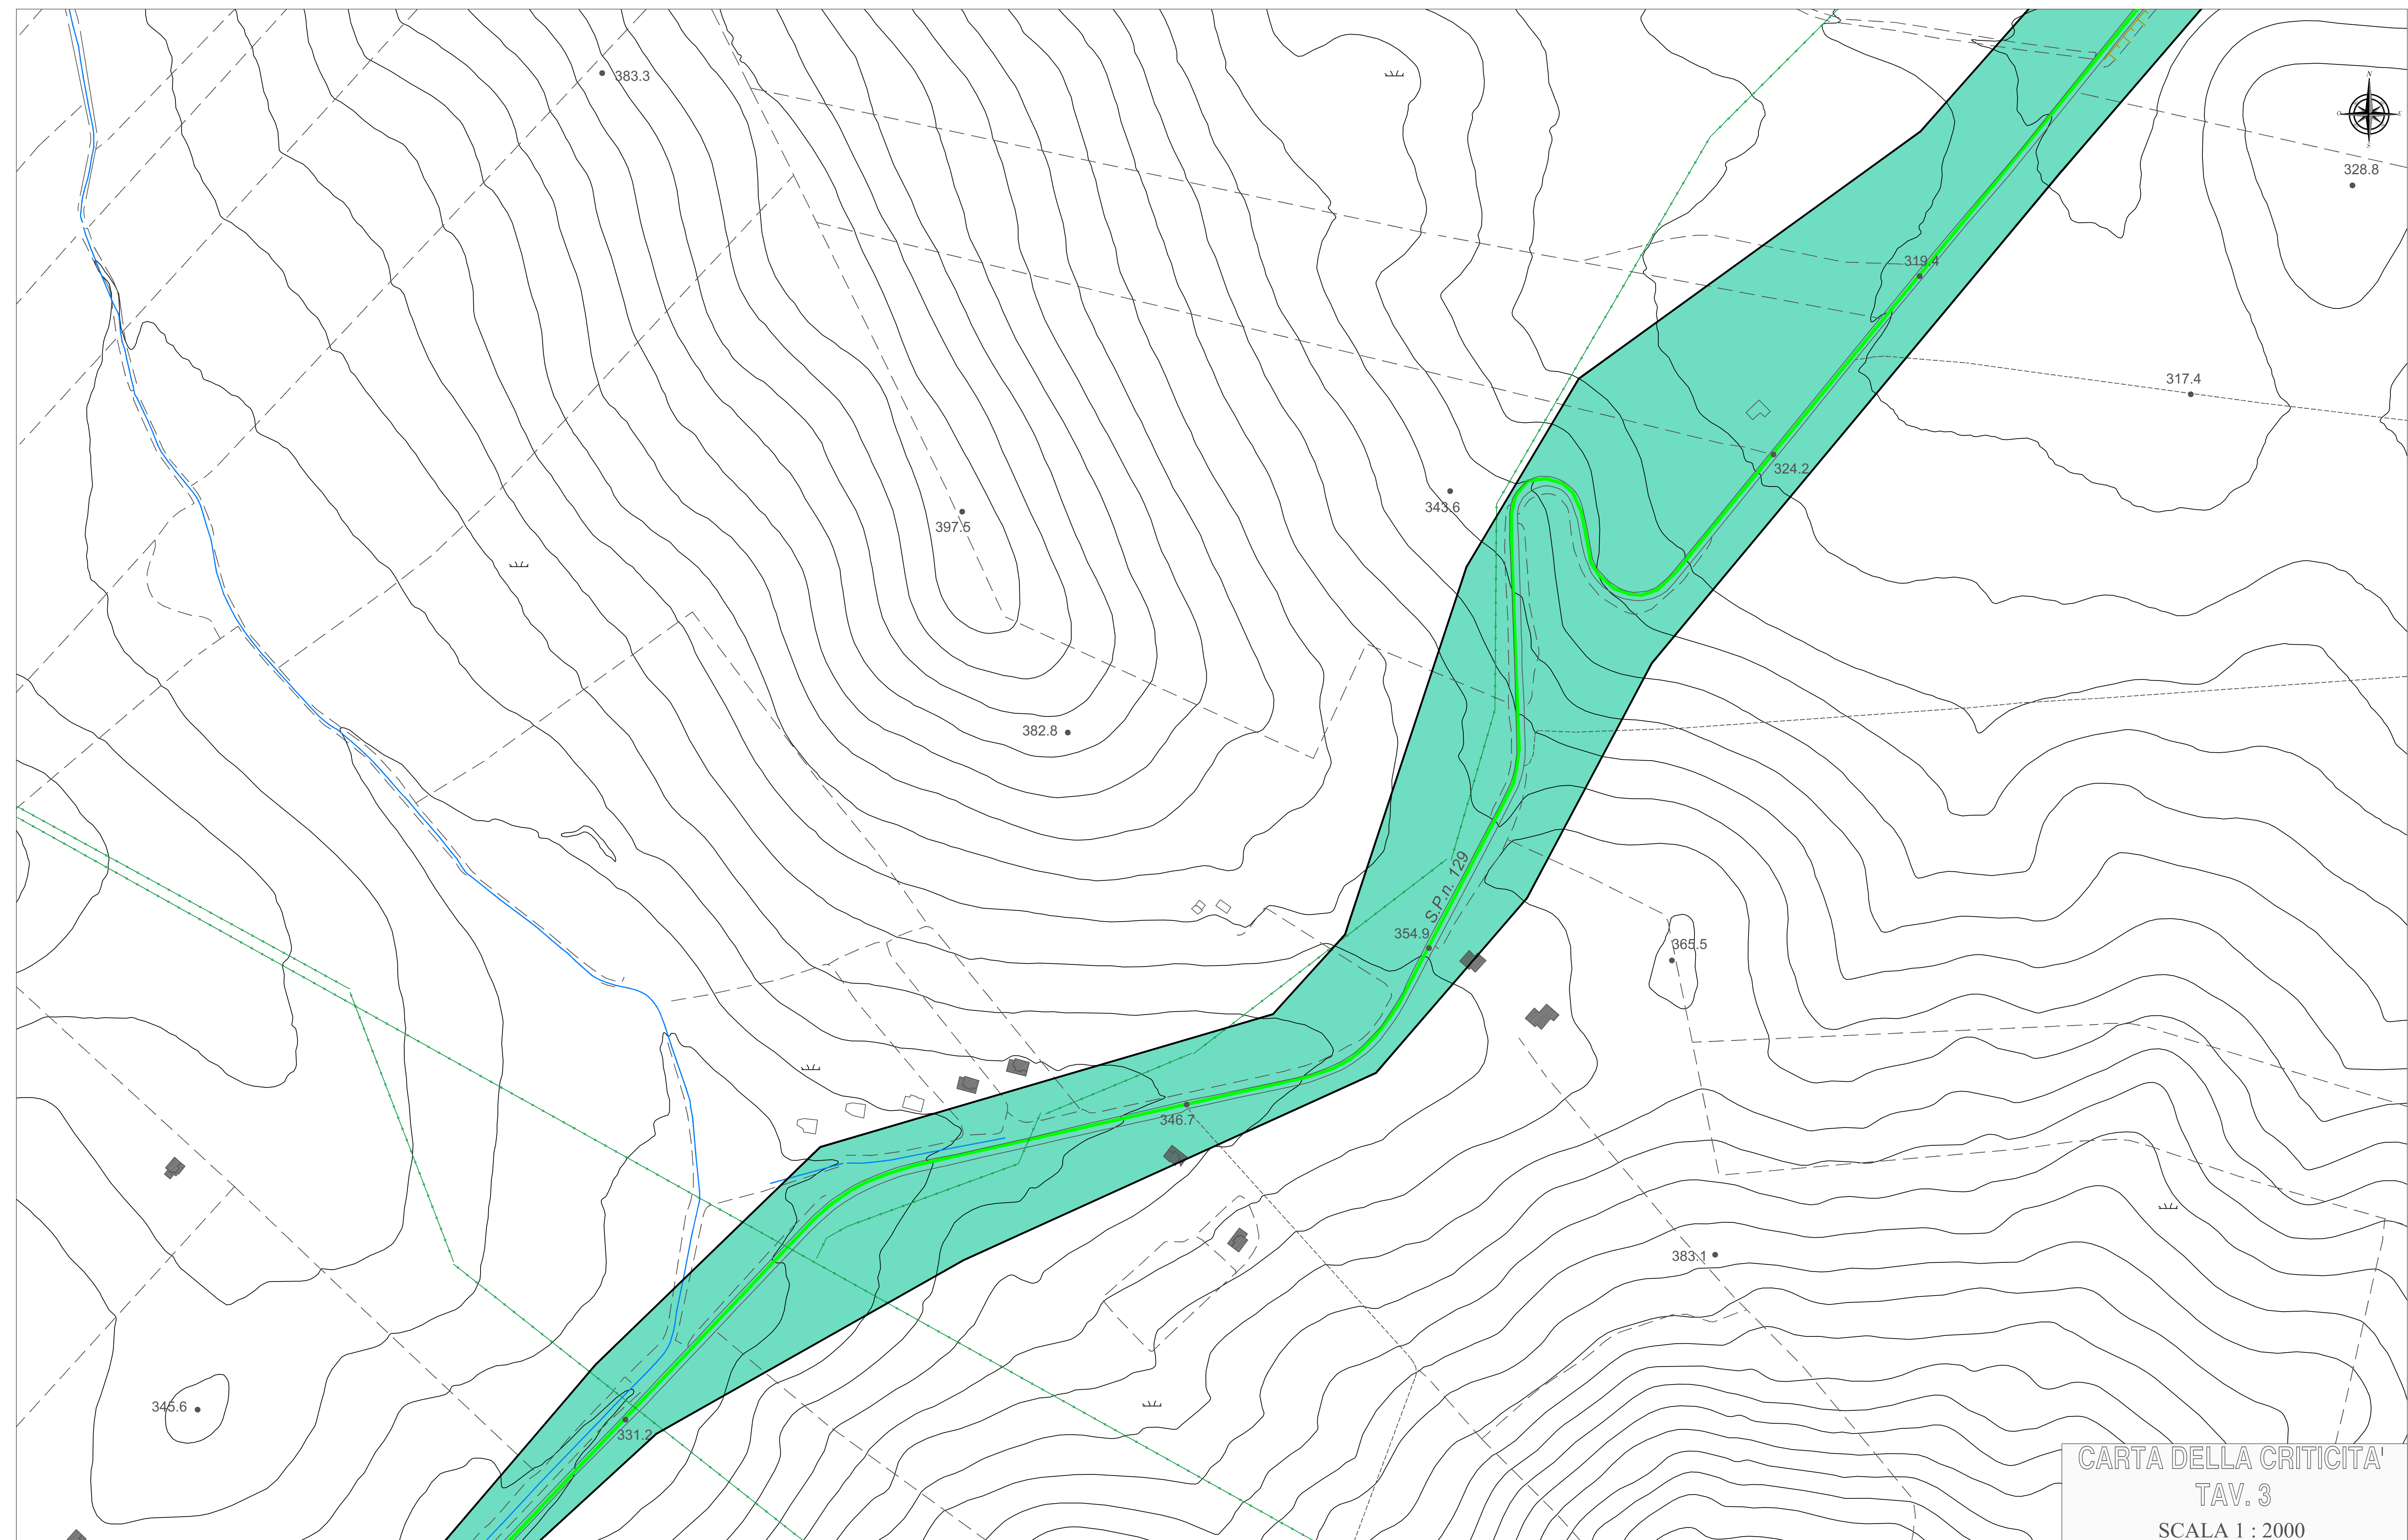 383.3
N
O
E
S
328.8
319.4
317.4
324.2
343.6
397.5
382.8
S.P.n. 129
354.9
365.5
346.7
383.1
345.6
331.2
CARTA DELLA CRITICITA'
TAV. 3
SCALA 1 : 2000